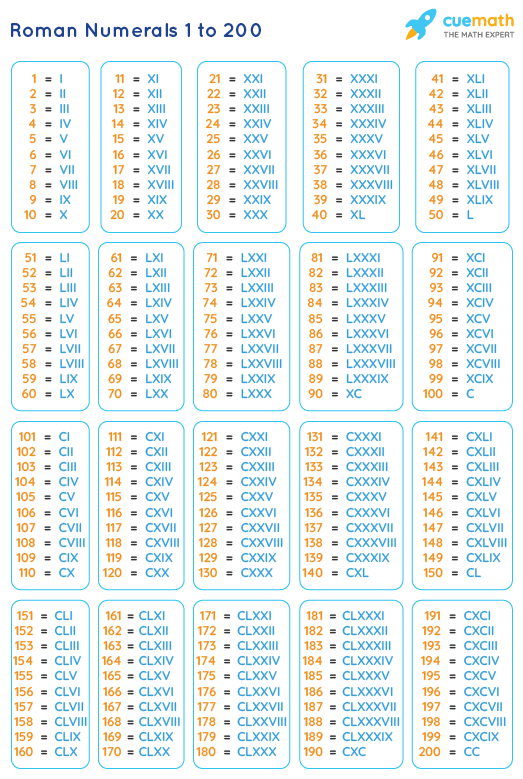 Roman Numerals 1 to 200
cuemath
THE MATH EXPERT
1 = I
2 = II
3 = III
4 = IV
5 = V
6 = VI
7 = VII
8 = VIII
9 = IX
10 = X
11 = XI
12 = XII
13 = XIII
14 = XIV
15 = XV
16 = XVI
17 = XVII
18 = XVIII
19 = XIX
20 = XX
21 = XXI
22 = XXII
23 = XXIII
24 = XXIV
25 = XXV
26 = XXVI
27 = XXVII
28 = XXVIII
29 = XXIX
30 = XXX
31 = XXXI
32 = XXXII
33 = XXXIII
34 = XXXIV
35 = XXXV
36 = XXXVI
37 = XXXVII
38 = XXXVIII
39 = XXXIX
40 = XL
41 = XLI
42 = XLII
43 = XLIII
44 = XLIV
45 = XLV
46 = XLVI
47 = XLVII
48 = XLVIII
49 = XLIX
50 = L
51 = LI
52 = LII
53 = LIII
54 = LIV
55 = LV
56 = LVI
57 = LVII
58 = LVIII
59 = LIX
60 = LX
61 = LXI
62 = LXII
63 = LXIII
64 = LXIV
65 = LXV
66 = LXVI
67 = LXVII
68 = LXVIII
69 = LXIX
70 = LXX
71 = LXXI
72 = LXXII
73 = LXXIII
74 = LXXIV
75 = LXXV
76 = LXXVI
77 = LXXVII
78 = LXXVIII
79 = LXXIX
80 = LXXX
81 = LXXXI
82 = LXXXII
83 = LXXXIII
84 = LXXXIV
85 = LXXXV
86 = LXXXVI
87 = LXXXVII
88 = LXXXVIII
89 = LXXXIX
90 = XC
91 = XCI
92 = XCII
93 = XCIII
94 = XCIV
95 = XCV
96 = XCVI
97 = XCVII
98 = XCVIII
99 = XCIX
100 = C
101 = CI
102 = CII
103 = CIII
104 = CIV
105 = CV
106 = CVI
107 = CVII
108 = CVIII
109 = CIX
110 = CX
111 = CXI
112 = CXII
113 = CXIII
114 = CXIV
115 = CXV
116 = CXVI
117 = CXVII
118 = CXVIII
119 = CXIX
120 = CXX
121 = CXXI
122 = CXXII
123 = CXXIII
124 = CXXIV
125 = CXXV
126 = CXXVI
127 = CXXVII
128 = CXXVIII
129 = CXXIX
130 = CXXX
131 = CXXXI
132 = CXXXII
133 = CXXXIII
134 = CXXXIV
135 = CXXXV
136 = CXXXVI
137 = CXXXVII
138 = CXXXVIII
139 = CXXXIX
140 = CXL
141 = CXLI
142 = CXLII
143 = CXLIII
144 = CXLIV
145 = CXLV
146 = CXLVI
147 = CXLVII
148 = CXLVIII
149 = CXLIX
150 = CL
151 = CLI
152 = CLII
153 = CLIII
154 = CLIV
155 = CLV
156 = CLVI
157 = CLVII
158 = CLVIII
159 = CLIX
160 = CLX
161 = CLXI
162 = CLXII
163 = CLXIII
164 = CLXIV
165 = CLXV
166 = CLXVI
167 = CLXVII
168 = CLXVIII
169 = CLXIX
170 = CLXX
171 = CLXXI
172 = CLXXII
173 = CLXXIII
174 = CLXXIV
175 = CLXXV
176 = CLXXVI
177 = CLXXVII
178 = CLXXVIII
179 = CLXXIX
180 = CLXXX
181 = CLXXXI
182 = CLXXXII
183 = CLXXXIII
184 = CLXXXIV
185 = CLXXXV
186 = CLXXXVI
187 = CLXXXVII
188 = CLXXXVIII
189 = CLXXXIX
190 = CXC
191 = CXCI
192 = CXCII
193 = CXCIII
194 = CXCIV
195 = CXCV
196 = CXCVI
197 = CXCVII
198 = CXCVIII
199 = CXCIX
200 = CC